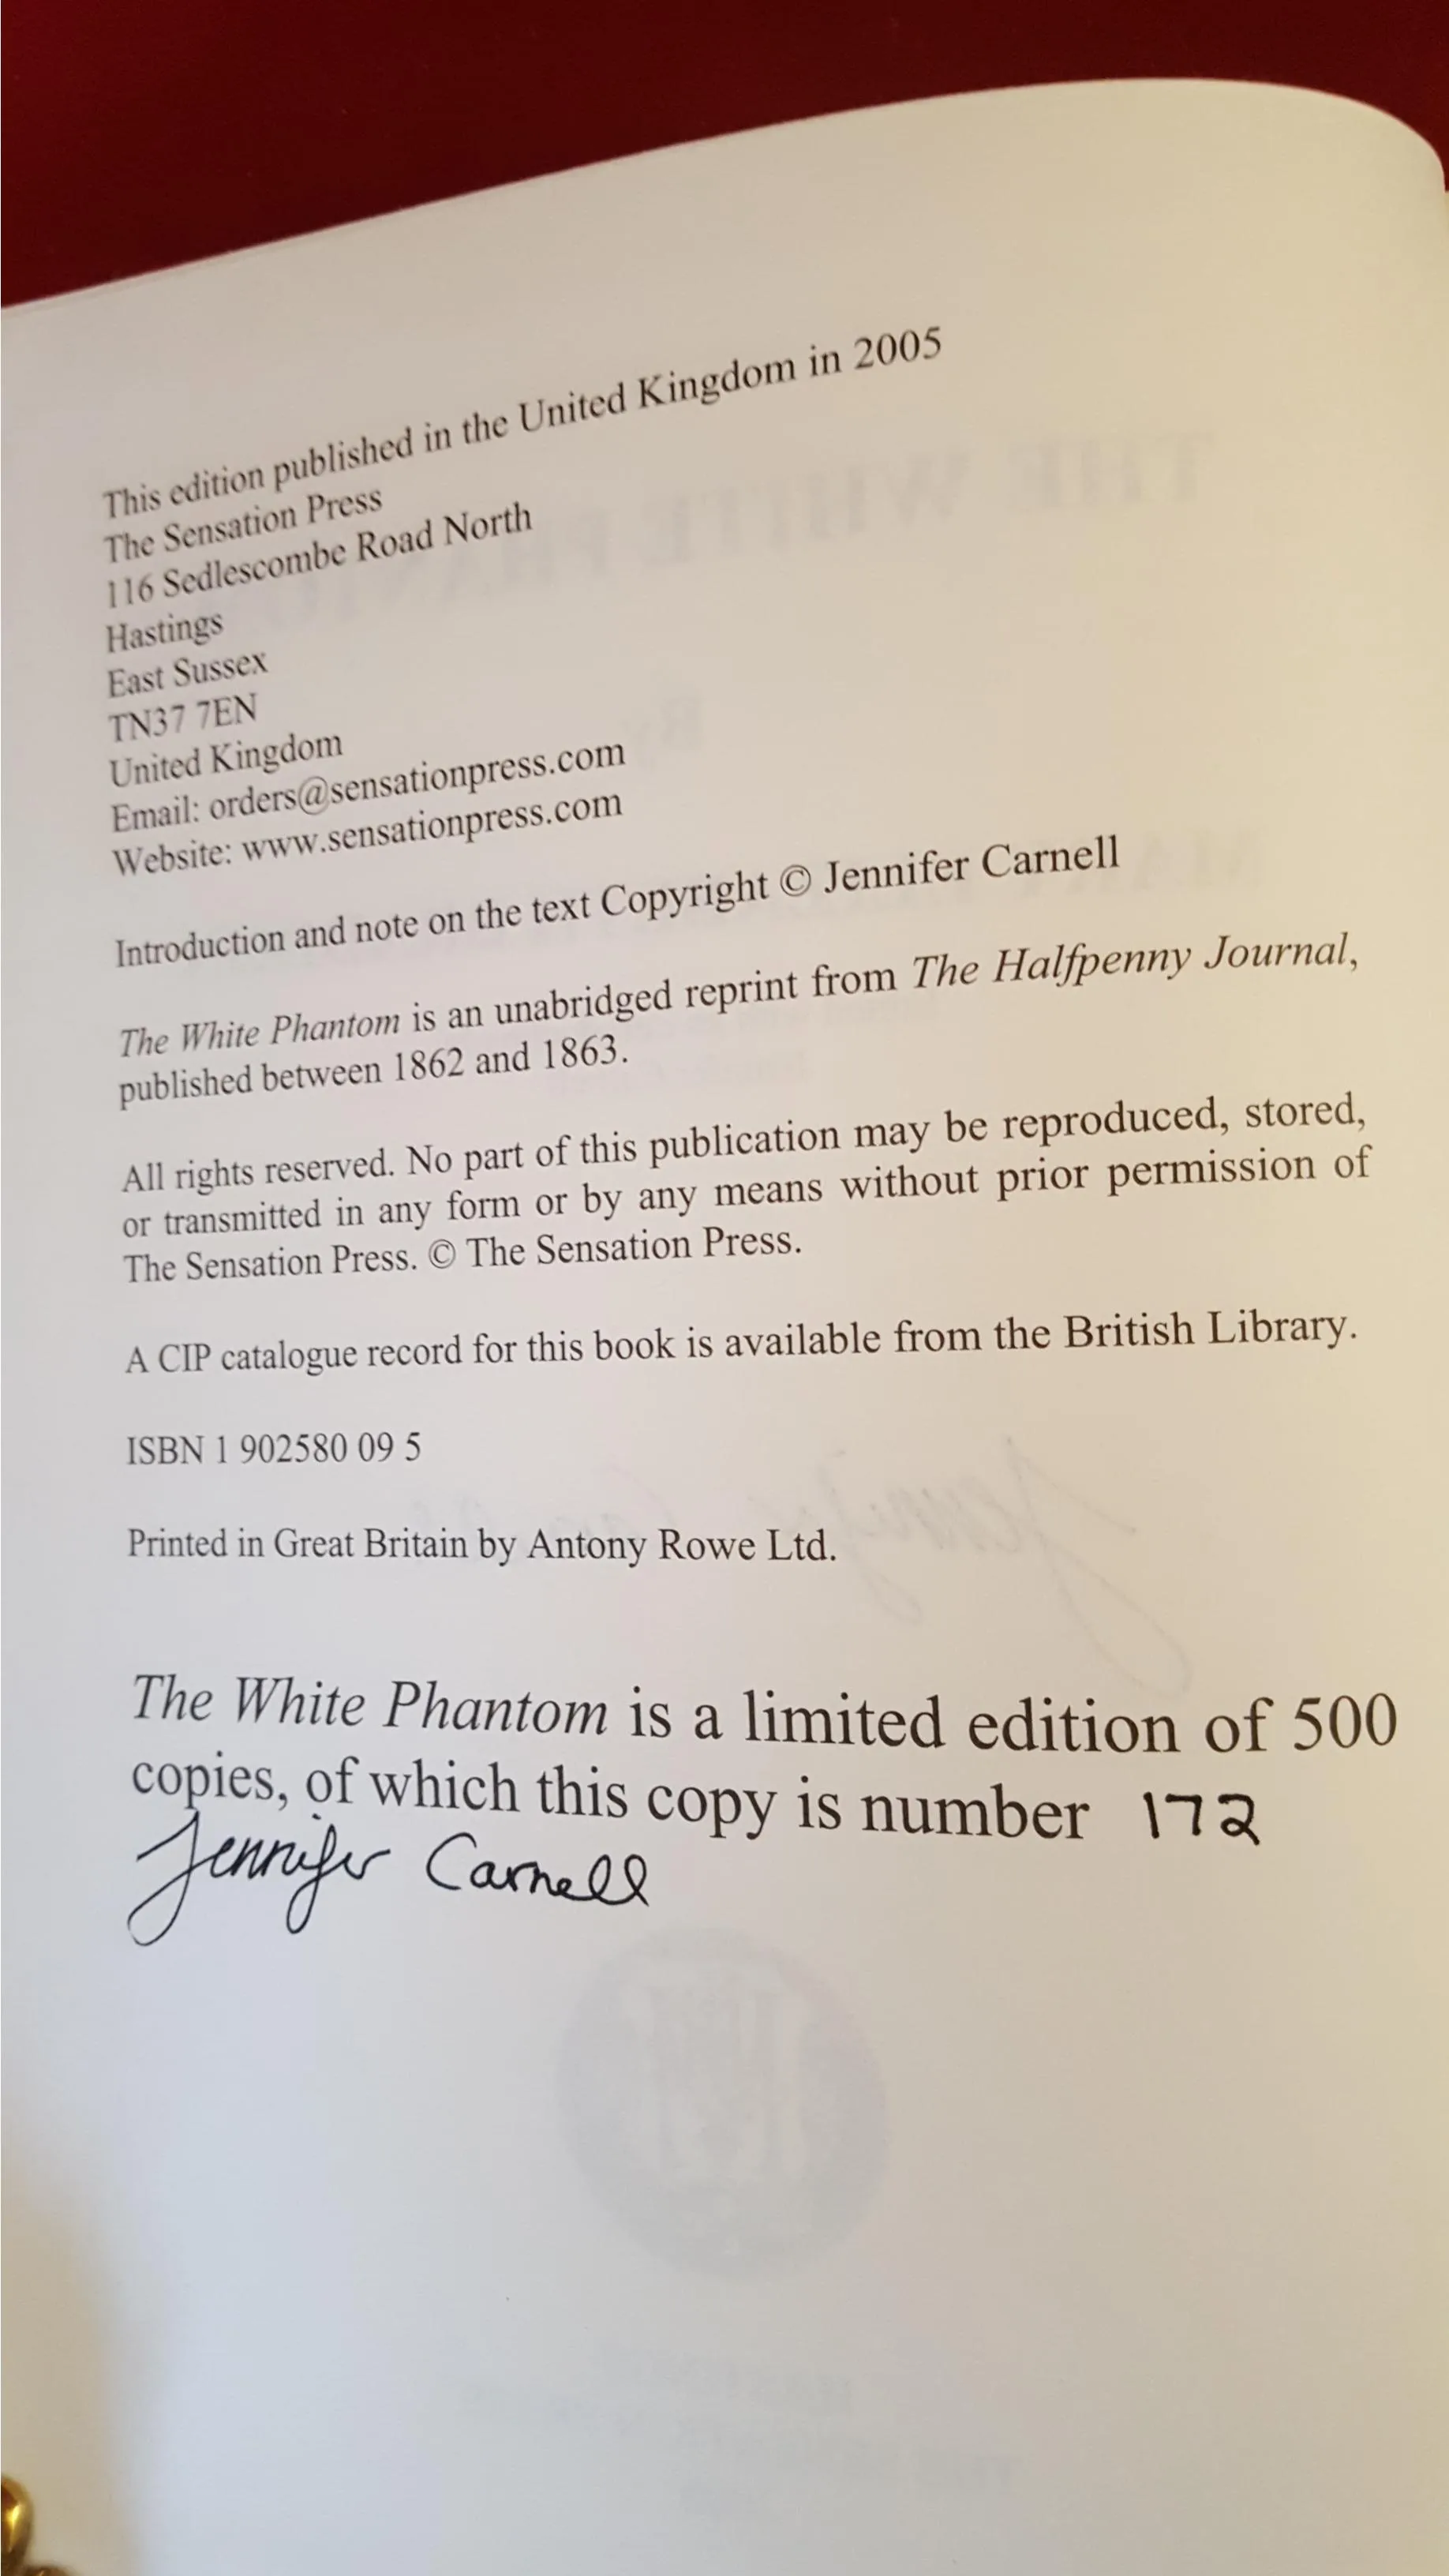 This edition published in the United Kingdom in 2005
The Sensation Press
116 Sedlescombe Road North
Hastings
East Sussex
TN37 7EN
United Kingdom
Email: orders@sensationpress.com
Website: www.sensationpress.com
Introduction and note on the text Copyright © Jennifer Carnell
The White Phantom is an unabridged reprint from The Halfpenny Journal,
published between 1862 and 1863.
All rights reserved. No part of this publication may be reproduced, stored,
or transmitted in any form or by any means without prior permission of
The Sensation Press. © The Sensation Press.
A CIP catalogue record for this book is available from the British Library.
ISBN 1 902580 09 5
Printed in Great Britain by Antony Rowe Ltd.
The White Phantom is a limited edition of 500
copies, of which this copy is number 172
Jennifer Carnell